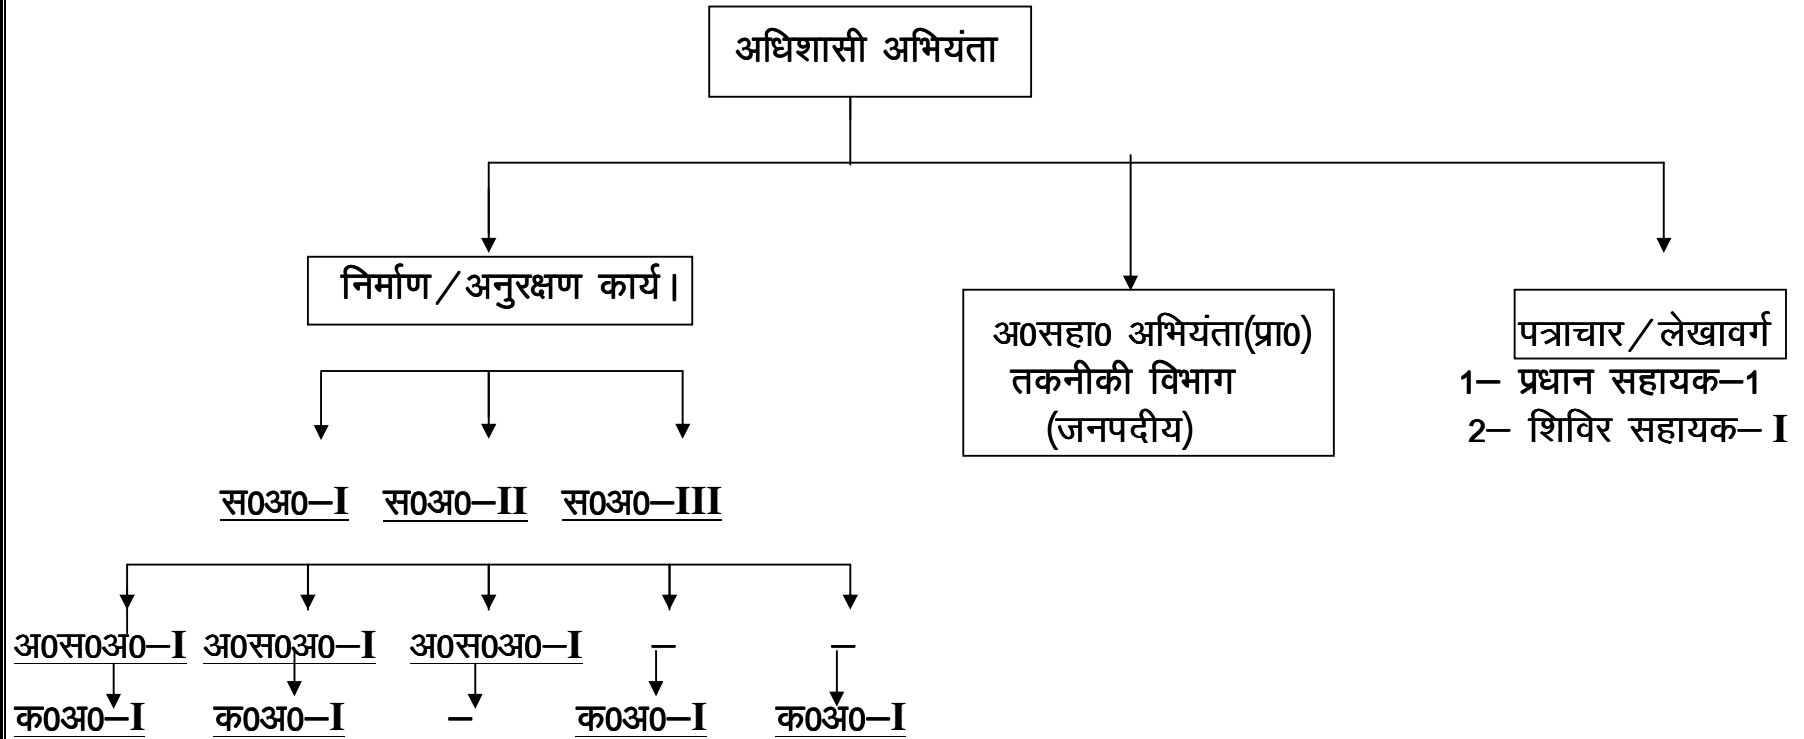 अधिशासी अभियंता
निर्माण/अनुरक्षण कार्य।
अ0सहा0 अभियंता(प्रा0)
तकनीकी विभाग
(जनपदीय)
पत्राचार/लेखावर्ग
1– प्रधान सहायक–1
2– शिविर सहायक– I
स0अ0–I स0अ0–II स0अ0–III
अ0स0अ0–I अ0स0अ0–I अ0स0अ0–I – –
क0अ0–I क0अ0–I – क0अ0–I क0अ0–I